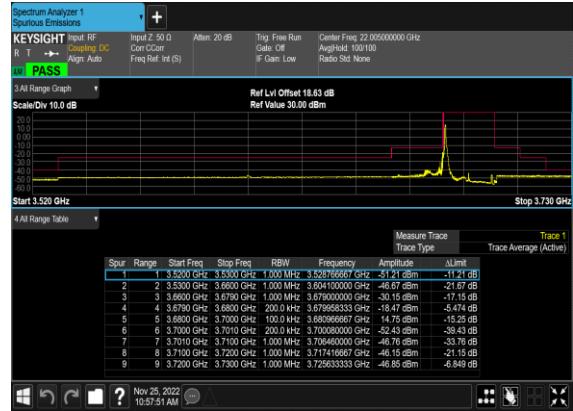 Spectrum Analyzer 1
Spurious Emissions
KEYSIGHT Input: RF Input Z: 50 Ω Atten: 20 dB Trig: Free Run Center Freq: 22.005000000 GHz
R T Coupling: DC Corr CCorr Gate: Off Avg|Hold: 100/100
Align: Auto Freq Ref: Int (S) IF Gain: Low Radio Std: None
PASS
3 All Range Graph
Ref Lvl Offset 18.63 dB
Scale/Div 10.0 dB Ref Value 30.00 dBm
20.0
10.0
0.00
-10.0
-20.0
-30.0
-40.0
-50.0
-60.0
Start 3.520 GHz Stop 3.730 GHz
4 All Range Table
Measure Trace Trace 1
Trace Type Trace Average (Active)
Spur Range Start Freq Stop Freq RBW Frequency Amplitude ΔLimit
1 1 3.5200 GHz 3.5300 GHz 1.000 MHz 3.528766667 GHz -51.21 dBm -11.21 dB
2 2 3.5300 GHz 3.6600 GHz 1.000 MHz 3.604100000 GHz -46.67 dBm -21.67 dB
3 3 3.6600 GHz 3.6790 GHz 1.000 MHz 3.679000000 GHz -30.15 dBm -17.15 dB
4 4 3.6790 GHz 3.6800 GHz 200.0 kHz 3.679958333 GHz -18.47 dBm -5.474 dB
5 5 3.6800 GHz 3.7000 GHz 100.0 kHz 3.680966667 GHz 14.75 dBm -15.25 dB
6 6 3.7000 GHz 3.7010 GHz 200.0 kHz 3.700080000 GHz -52.43 dBm -39.43 dB
7 7 3.7010 GHz 3.7100 GHz 1.000 MHz 3.706460000 GHz -46.76 dBm -33.76 dB
8 8 3.7100 GHz 3.7200 GHz 1.000 MHz 3.717416667 GHz -46.15 dBm -21.15 dB
9 9 3.7200 GHz 3.7300 GHz 1.000 MHz 3.725633333 GHz -46.85 dBm -6.849 dB
Nov 25, 2022
10:57:51 AM